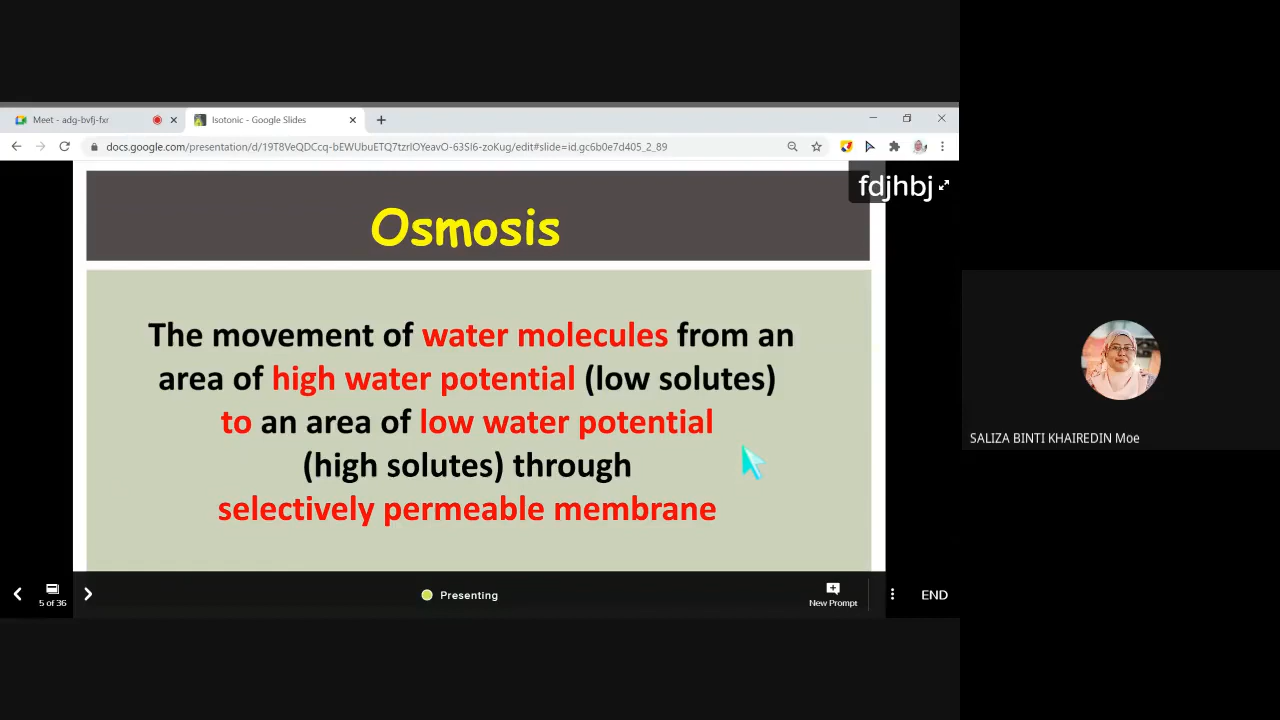 Meet - adg-bvfj-fxr
Isotonic - Google Slides
docs.google.com/presentation/d/19T8VeQDCcq-bEWUbuETQ7tzrIOYeavO-63SI6-zoKug/edit#slide=id.gc6b0e7d405_2_89
fdjhbj
Osmosis
The movement of water molecules from an
area of high water potential (low solutes)
to an area of low water potential
(high solutes) through
selectively permeable membrane
SALIZA BINTI KHAIREDIN Moe
5 of 36
Presenting
New Prompt
END